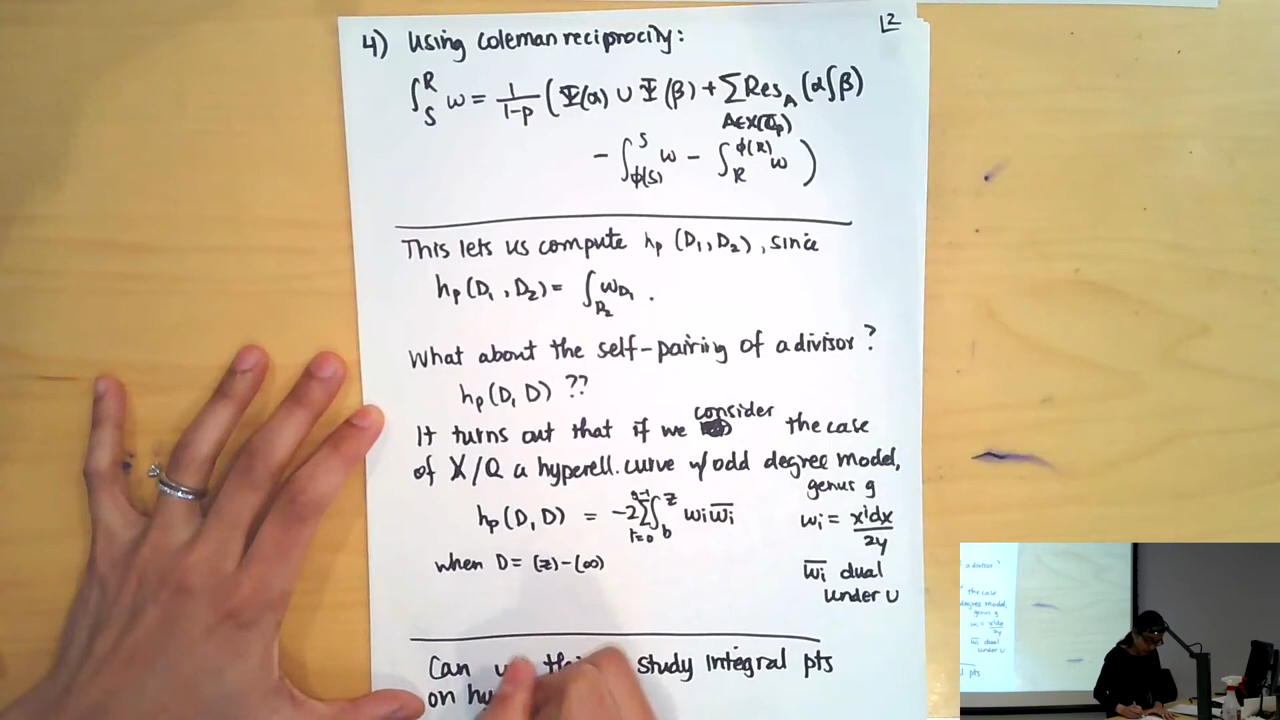 L2
4) Using Coleman reciprocity:
∫_S^R ω = 1/(1-p) (Ψ(α) ∪ Ψ(β) + ∑ Res_A (α∫β)
A∈X(ℂ_p)
- ∫_{φ(S)}^S ω - ∫_R^{φ(R)} ω )
This lets us compute h_p (D_1, D_2), since
h_p (D_1, D_2) = ∫_{D_2} ω_{D_1}.
What about the self-pairing of a divisor?
h_p (D, D) ??
It turns out that if we consider the case
of X/Q a hyperell. curve w/ odd degree model,
genus g
h_p (D, D) = -2 ∑_{i=0}^{g-1} ∫_b^z ω_i ω̄_i
ω_i = x^i dx / 2y
when D = (z) - (∞)
ω̄_i dual
under ∪
Can study integral pts
on